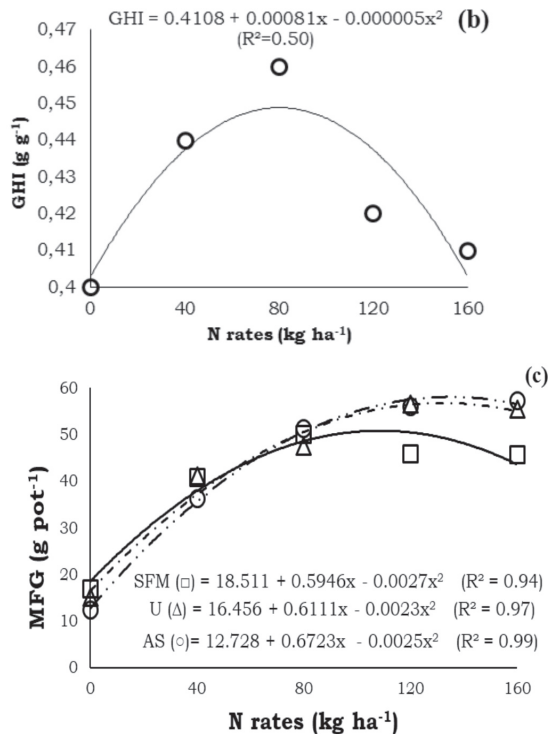 GHI = 0.4108 + 0.00081x - 0.000005x² (b)
(R²=0.50)
0,47
0,46
0,45
0,44
0,43
0,42
0,41
0,4
GHI (g g⁻¹)
0 40 80 120 160
N rates (kg ha⁻¹)
(c)
60
50
40
30
20
10
0
MFG (g pot⁻¹)
SFM (□) = 18.511 + 0.5946x - 0.0027x² (R² = 0.94)
U (Δ) = 16.456 + 0.6111x - 0.0023x² (R² = 0.97)
AS (○) = 12.728 + 0.6723x - 0.0025x² (R² = 0.99)
0 40 80 120 160
N rates (kg ha⁻¹)